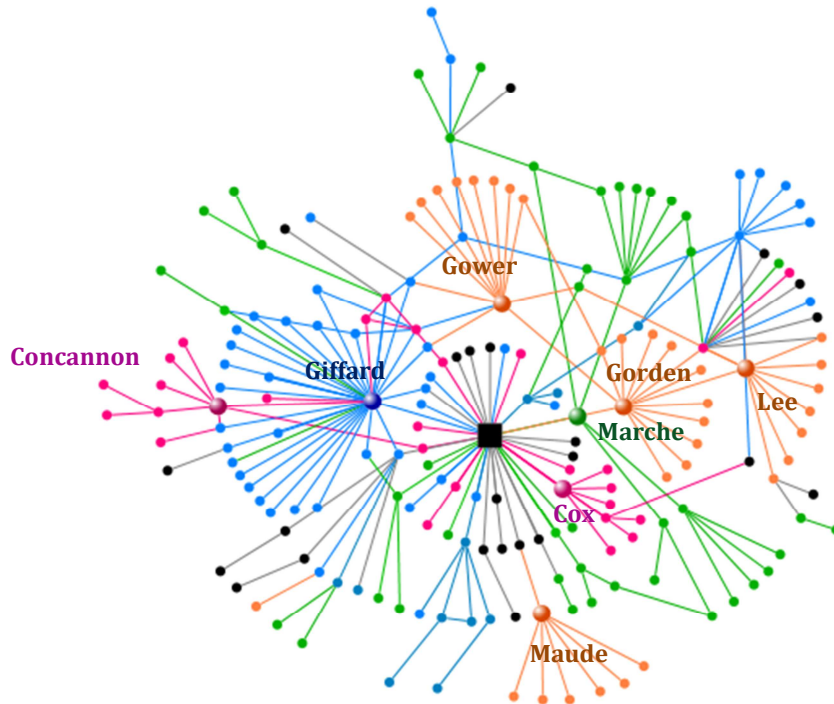 Gower
Concannon
Giffard
Gorden
Lee
Marche
Cox
Maude